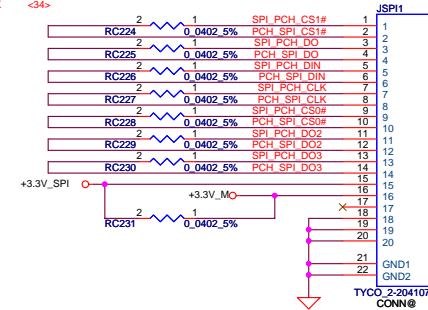 <34>
JSPI1
2 1 SPI_PCH_CS1# 1 1
RC224 0_0402_5% PCH_SPI_CS1# 2 2
2 1 SPI_PCH_DO 3 3
RC225 0_0402_5% PCH_SPI_DO 4 4
2 1 SPI_PCH_DIN 5 5
RC226 0_0402_5% PCH_SPI_DIN 6 6
2 1 SPI_PCH_CLK 7 7
RC227 0_0402_5% PCH_SPI_CLK 8 8
2 1 SPI_PCH_CS0# 9 9
RC228 0_0402_5% PCH_SPI_CS0# 10 10
2 1 SPI_PCH_DO2 11 11
RC229 0_0402_5% PCH_SPI_DO2 12 12
2 1 SPI_PCH_DO3 13 13
RC230 0_0402_5% PCH_SPI_DO3 14 14
+3.3V_SPI 15 15
+3.3V_M 16 16
17 17
2 1 18 18
RC231 0_0402_5% 19 19
20 20
21 GND1
22 GND2
TYCO_2-204107
CONN@